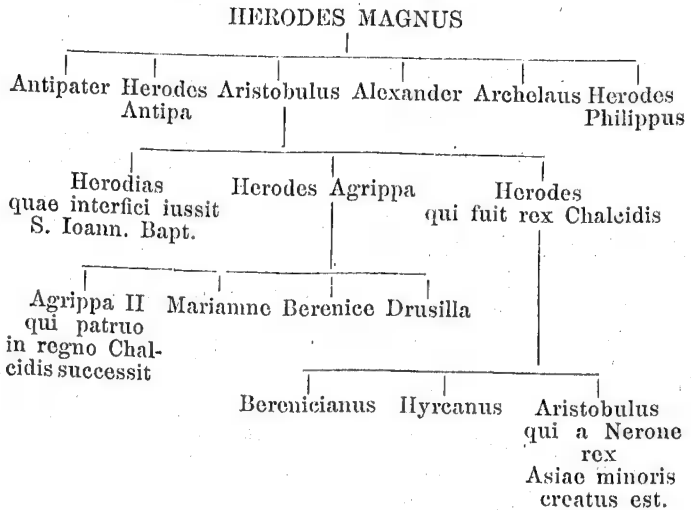 HERODES MAGNUS
Antipater Herodes Aristobulus Alexander Archelaus Herodes
Antipa Philippus
Herodias Herodes Agrippa Herodes
quae interfici iussit qui fuit rex Chalcidis
S. Ioann. Bapt.
Agrippa II Mariamne Berenice Drusilla
qui patruo
in regno Chal-
cidis successit
Berenicianus Hyrcanus Aristobulus
qui a Nerone
rex
Asiae minoris
creatus est.